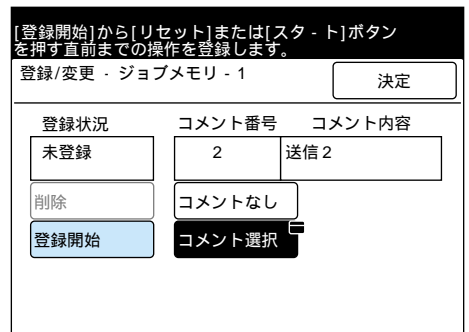 [登録開始]から[リセット]または[スタ - ト]ボタン
を押す直前までの操作を登録します。
登録/変更 - ジョブメモリ - 1
決定
登録状況 コメント番号 コメント内容
未登録 2 送信2
削除 コメントなし
登録開始 コメント選択